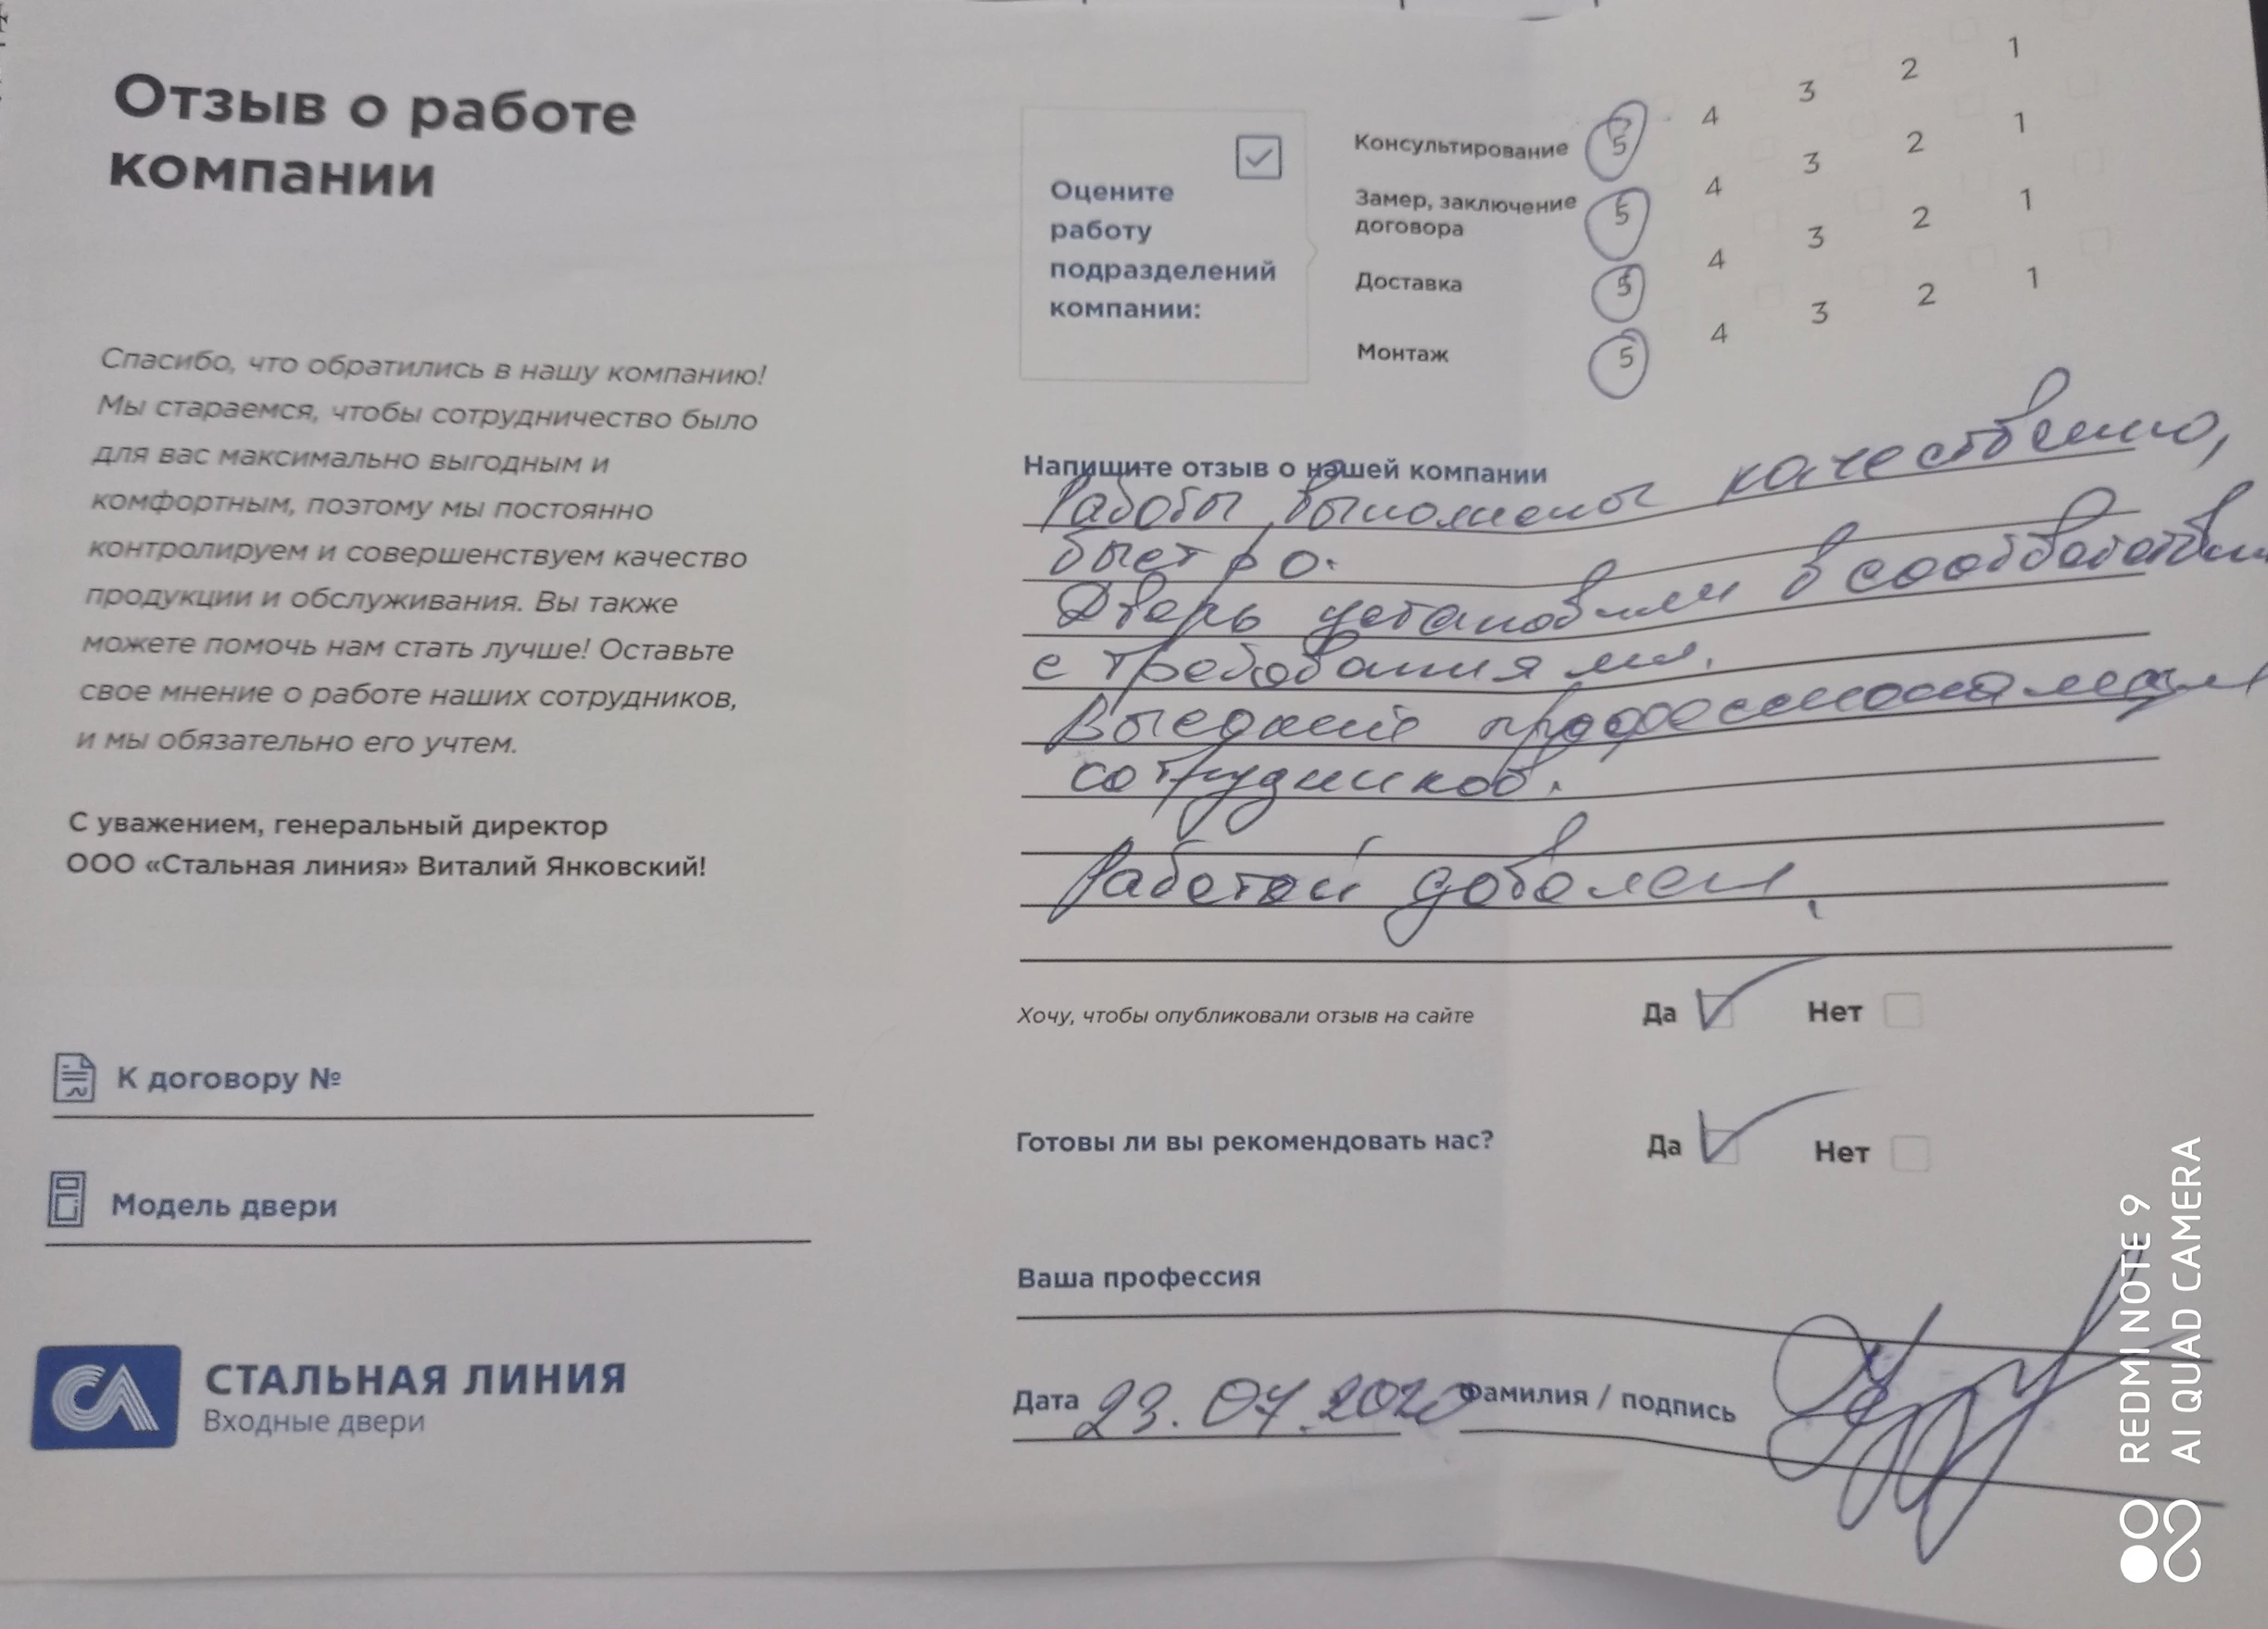 Отзыв о работе
компании
Спасибо, что обратились в нашу компанию!
Мы стараемся, чтобы сотрудничество было
для вас максимально выгодным и
комфортным, поэтому мы постоянно
контролируем и совершенствуем качество
продукции и обслуживания. Вы также
можете помочь нам стать лучше! Оставьте
свое мнение о работе наших сотрудников,
и мы обязательно его учтем.
С уважением, генеральный директор
ООО «Стальная линия» Виталий Янковский!
К договору №
Модель двери
СТАЛЬНАЯ ЛИНИЯ
Входные двери
Оцените
работу
подразделений
компании:
Консультирование 5 4 3 2 1
Замер, заключение
договора 5 4 3 2 1
Доставка 5 4 3 2 1
Монтаж 5 4 3 2 1
Напишите отзыв о нашей компании
Работы выполнены качественно,
быстро.
Дверь установили в соответствии
с требованиями.
сотрудников.
Работой доволен
Хочу, чтобы опубликовали отзыв на сайте Да Нет
Готовы ли вы рекомендовать нас? Да Нет
Ваша профессия
Дата 23.07.2020 Фамилия / подпись
REDMI NOTE 9
AI QUAD CAMERA